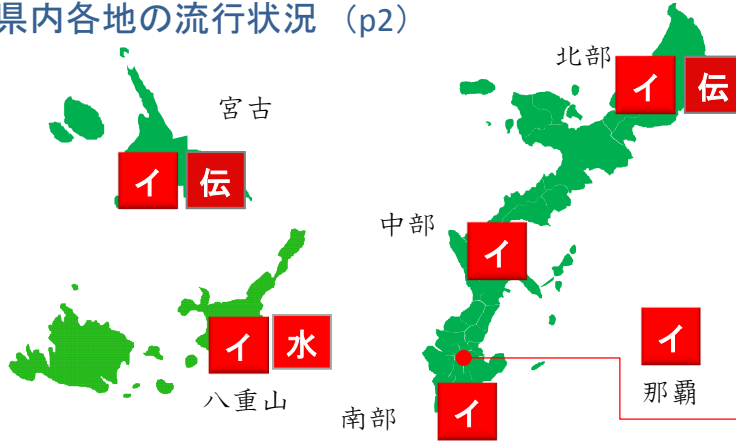 県内各地の流行状況 (p2)
北部
イ 伝
宮古
イ 伝
中部
イ
イ 水
八重山
イ
那覇
南部
イ